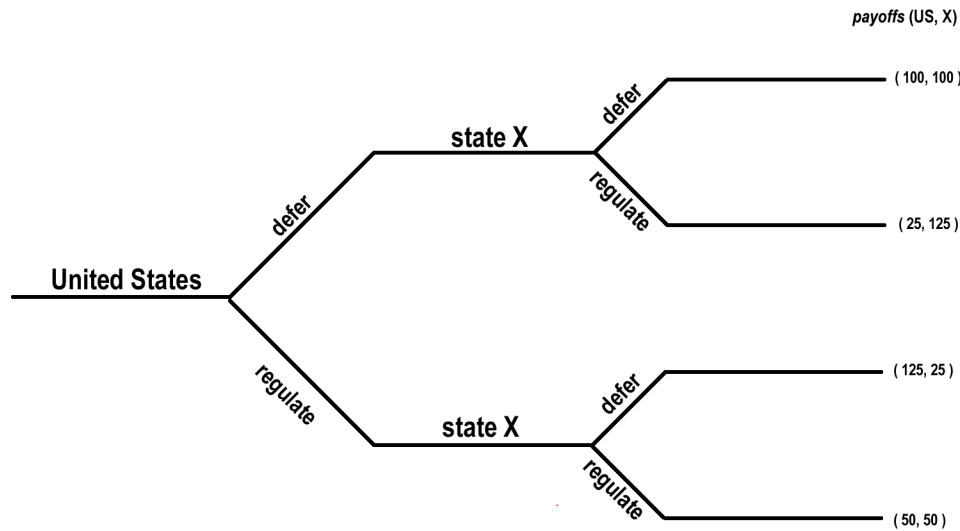 payoffs (US, X)
defer
( 100, 100 )
state X
regulate
( 25, 125 )
defer
United States
regulate
defer
( 125, 25 )
state X
regulate
( 50, 50 )